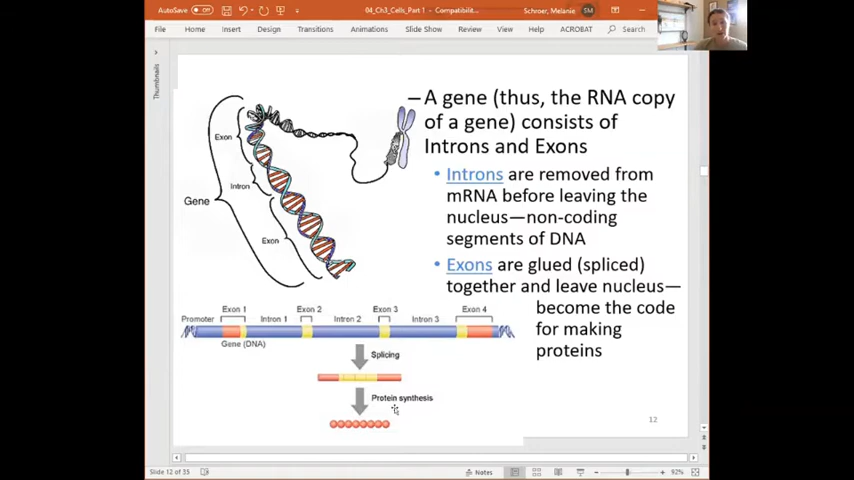 AutoSave Off 04_Ch3_Cells_Part 1 - Compatibilit... Schroer, Melanie SM
File Home Insert Design Transitions Animations Slide Show Review View Help ACROBAT Search
Thumbnails
–A gene (thus, the RNA copy
of a gene) consists of
Introns and Exons
• Introns are removed from
mRNA before leaving the
nucleus—non-coding
segments of DNA
• Exons are glued (spliced)
together and leave nucleus—
become the code
for making
proteins
Exon
Intron
Gene
Exon
Exon 1 Exon 2 Exon 3 Exon 4
Promoter Intron 1 Intron 2 Intron 3
Gene (DNA)
Splicing
Protein synthesis
12
Slide 12 of 35 Notes 92%